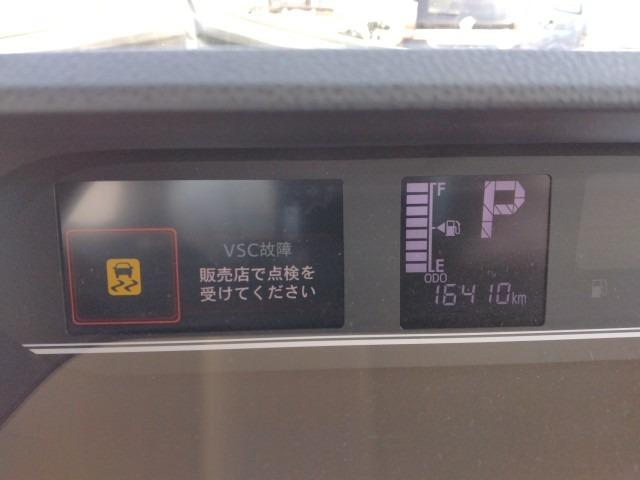 VSC故障
販売店で点検を
受けてください
F
P
E
ODO
16410km